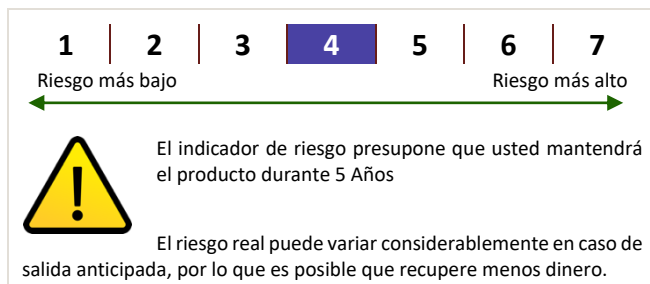 1 2 3 4 5 6 7
Riesgo más bajo Riesgo más alto
El indicador de riesgo presupone que usted mantendrá
el producto durante 5 Años
El riesgo real puede variar considerablemente en caso de
salida anticipada, por lo que es posible que recupere menos dinero.